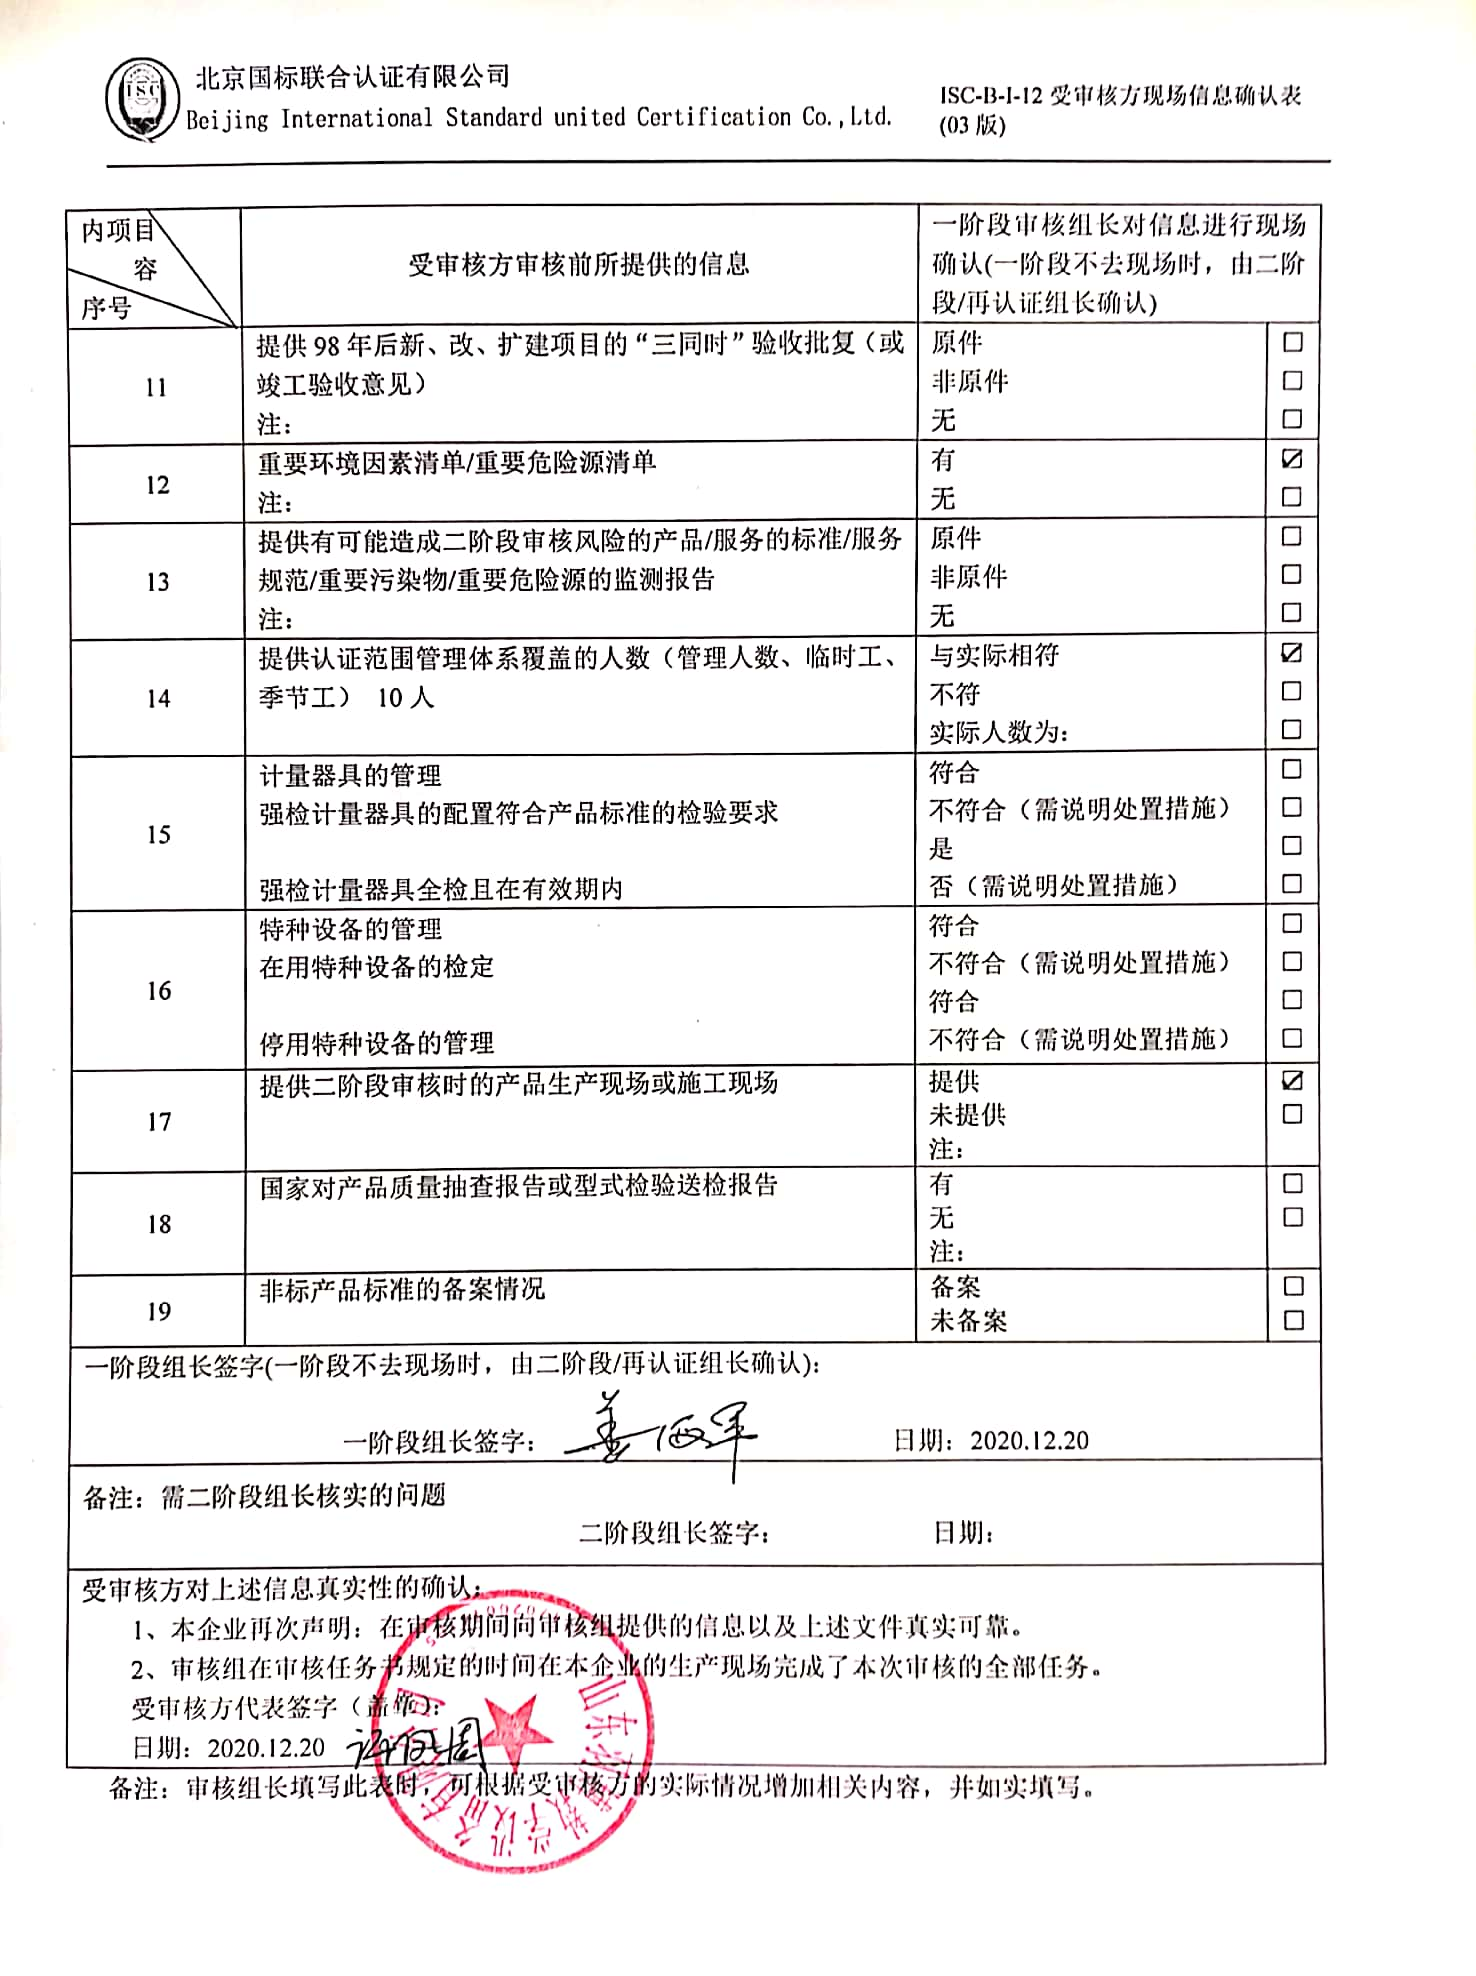 ISC
北京国标联合认证有限公司
Beijing International Standard united Certification Co.,Ltd.
ISC-B-I-12 受审核方现场信息确认表
(03 版)
内项目
容
序号
受审核方审核前所提供的信息
一阶段审核组长对信息进行现场
确认(一阶段不去现场时，由二阶
段/再认证组长确认)
11
提供 98 年后新、改、扩建项目的“三同时”验收批复（或
竣工验收意见）
注：
原件 □
非原件 □
无 □
12
重要环境因素清单/重要危险源清单
注：
有 ☑
无 □
13
提供有可能造成二阶段审核风险的产品/服务的标准/服务
规范/重要污染物/重要危险源的监测报告
注：
原件 □
非原件 □
无 □
14
提供认证范围管理体系覆盖的人数（管理人数、临时工、
季节工） 10 人
与实际相符 ☑
不符 □
实际人数为： □
15
计量器具的管理
强检计量器具的配置符合产品标准的检验要求
强检计量器具全检且在有效期内
符合 □
不符合（需说明处置措施） □
是 □
否（需说明处置措施） □
16
特种设备的管理
在用特种设备的检定
停用特种设备的管理
符合 □
不符合（需说明处置措施） □
符合 □
不符合（需说明处置措施） □
17
提供二阶段审核时的产品生产现场或施工现场
提供 ☑
未提供 □
注：
18
国家对产品质量抽查报告或型式检验送检报告
有 □
无 □
注：
19
非标产品标准的备案情况
备案 □
未备案 □
一阶段组长签字(一阶段不去现场时，由二阶段/再认证组长确认)：
一阶段组长签字： 姜海军 日期：2020.12.20
备注：需二阶段组长核实的问题
二阶段组长签字： 日期：
受审核方对上述信息真实性的确认：
1、本企业再次声明：在审核期间向审核组提供的信息以及上述文件真实可靠。
2、审核组在审核任务书规定的时间在本企业的生产现场完成了本次审核的全部任务。
受审核方代表签字（盖章）：
日期：2020.12.20
备注：审核组长填写此表时，可根据受审核方的实际情况增加相关内容，并如实填写。